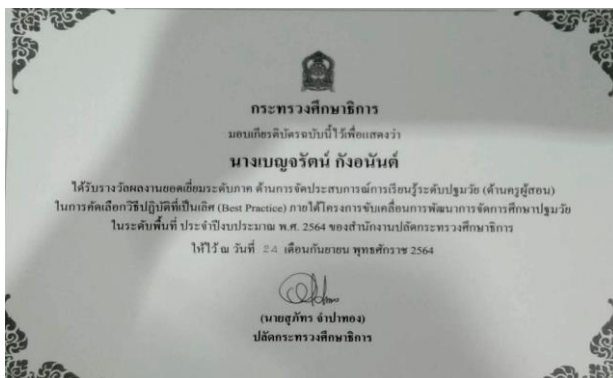 กระทรวงศึกษาธิการ
มอบเกียรติบัตรฉบับนี้ไว้เพื่อแสดงว่า
นางเบญจรัตน์ กังอนันต์
ได้รับรางวัลผลงานยอดเยี่ยมระดับภาค ด้านการจัดประสบการณ์การเรียนรู้ระดับปฐมวัย (ด้านครูผู้สอน)
ในการคัดเลือกวิธีปฏิบัติที่เป็นเลิศ (Best Practice) ภายใต้โครงการขับเคลื่อนการพัฒนาการจัดการศึกษาปฐมวัย
ในระดับพื้นที่ ประจำปีงบประมาณ พ.ศ. 2564 ของสำนักงานปลัดกระทรวงศึกษาธิการ
ให้ไว้ ณ วันที่ ๒๔ เดือนกันยายน พุทธศักราช 2564
(นายสุภัทร จำปาทอง)
ปลัดกระทรวงศึกษาธิการ